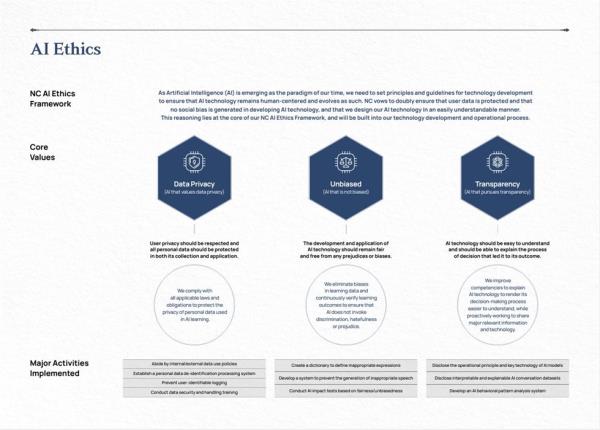 AI Ethics
NC AI Ethics
Framework
As Artificial Intelligence (AI) is emerging as the paradigm of our time, we need to set principles and guidelines for technology development
to ensure that AI technology remains human-centered and evolves as such. NC vows to doubly ensure that user data is protected and that
no social bias is generated in developing AI technology, and that we design our AI technology in an easily understandable manner.
This reasoning lies at the core of our NC AI Ethics Framework, and will be built into our technology development and operational process.
Core
Values
Data Privacy
(AI that values data privacy)
Unbiased
(AI that is not biased)
Transparency
(AI that pursues transparency)
User privacy should be respected and
all personal data should be protected
in both its collection and application.
The development and application of
AI technology should remain fair
and free from any prejudices or biases.
AI technology should be easy to understand
and should be able to explain the process
of decision that led it to its outcome.
We comply with
all applicable laws and
obligations to protect the
privacy of personal data used
in AI learning.
We eliminate biases
in learning data and
continuously verify learning
outcomes to ensure that
AI does not invoke
discrimination, hatefulness
or prejudice.
We improve
competencies to explain
AI technology to render its
decision-making process
easier to understand, while
proactively working to share
major relevant information
and technology.
Major Activities
Implemented
Abide by internal/external data use policies
Establish a personal data de-identification processing system
Prevent user-identifiable logging
Conduct data security and handling training
Create a dictionary to define inappropriate expressions
Develop a system to prevent the generation of inappropriate speech
Conduct AI impact tests based on fairness/unbiasedness
Disclose the operational principle and key technology of AI models
Disclose interpretable and explainable AI conversation datasets
Develop an AI behavioral pattern analysis system